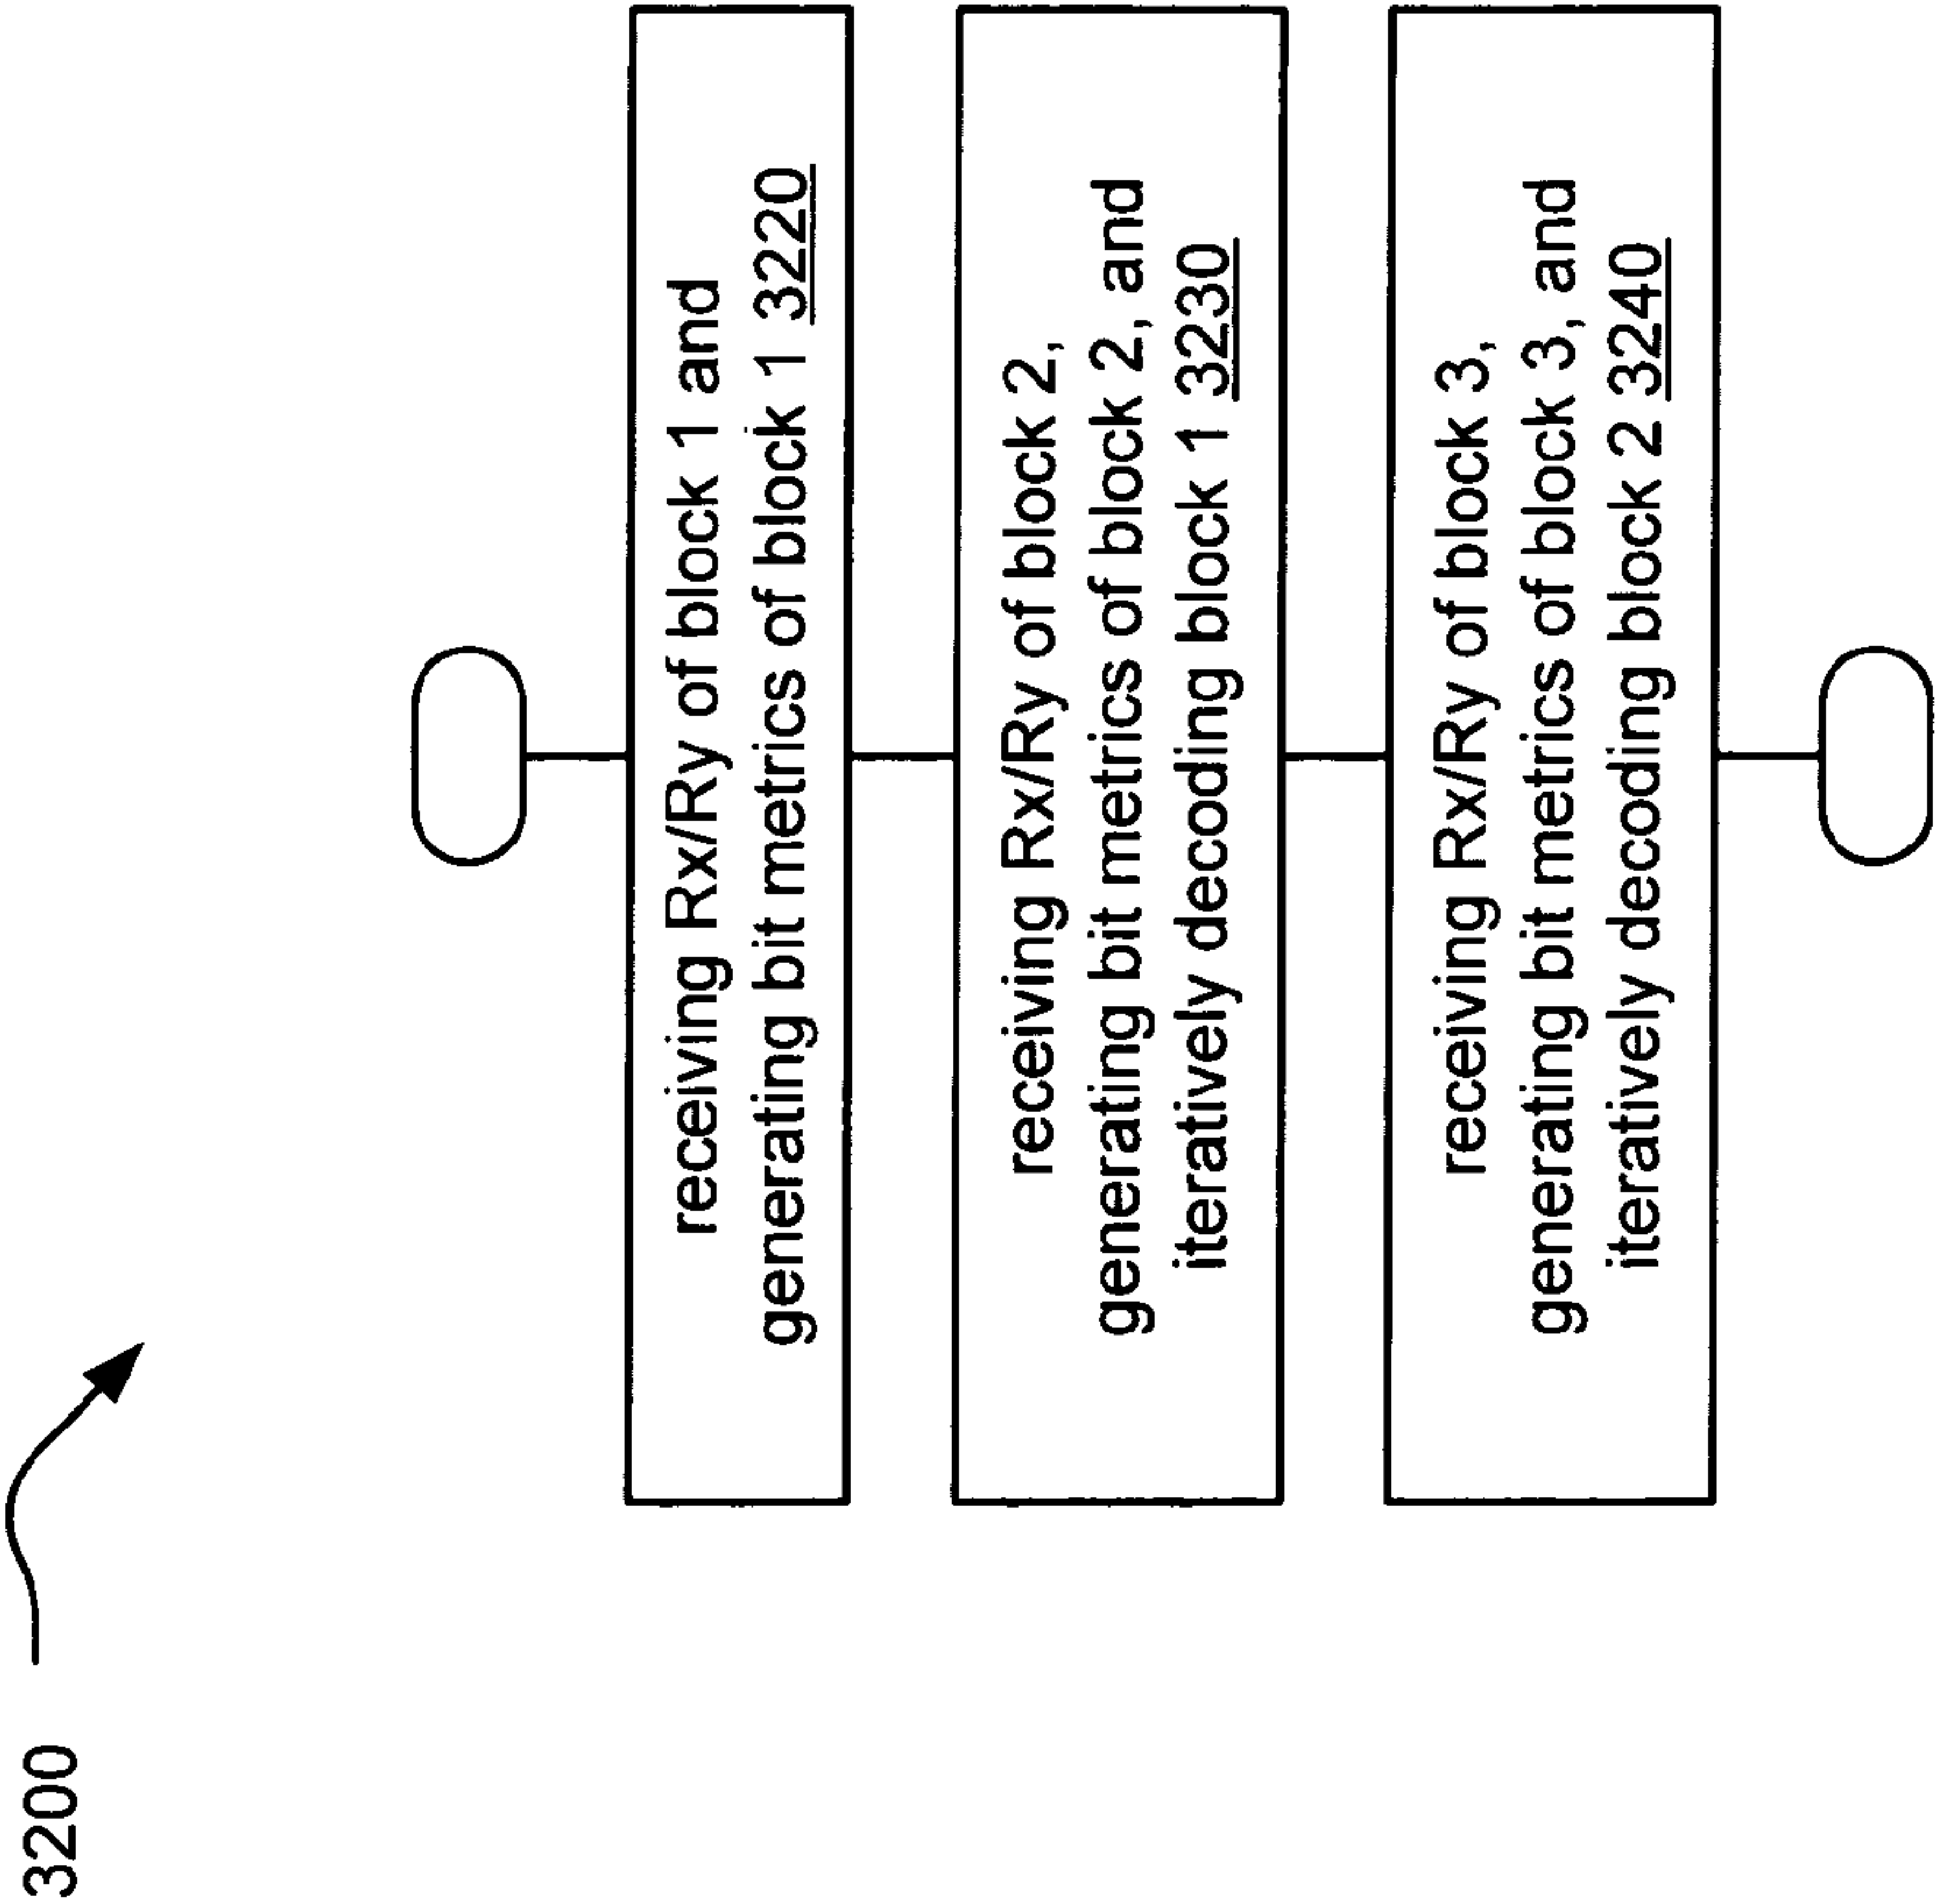 3200
receiving Rx/Ry of block 1 and
generating bit metrics of block 1 3220
receiving Rx/Ry of block 2,
generating bit metrics of block 2, and
iteratively decoding block 1 3230
receiving Rx/Ry of block 3,
generating bit metrics of block 3, and
iteratively decoding block 2 3240